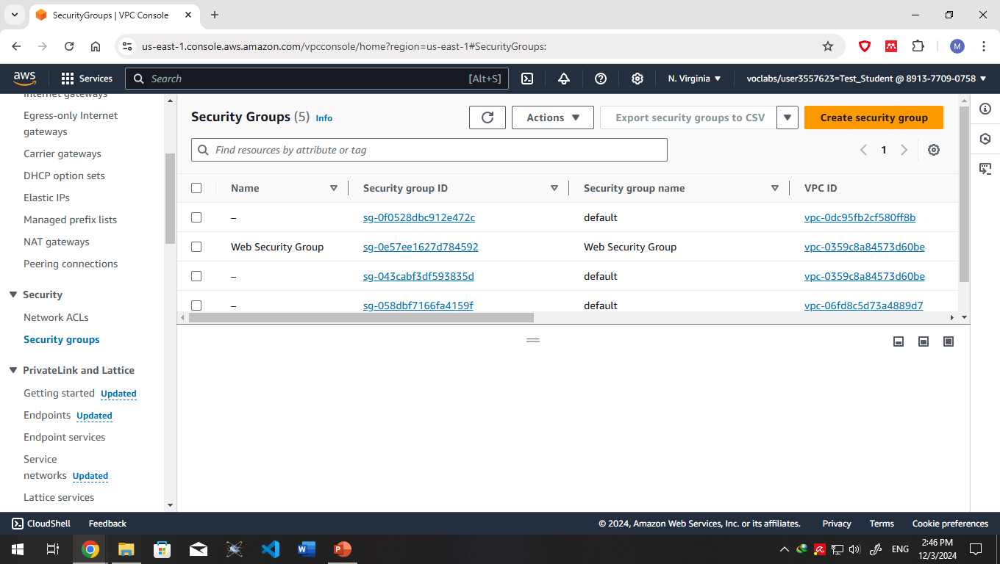 SecurityGroups | VPC Console
us-east-1.console.aws.amazon.com/vpcconsole/home?region=us-east-1#SecurityGroups:
M
aws
Services
Search
[Alt+S]
N. Virginia
voclabs/user3557623=Test_Student @ 8913-7709-0758
Internet gateways
Egress-only Internet
gateways
Carrier gateways
DHCP option sets
Elastic IPs
Managed prefix lists
NAT gateways
Peering connections
Security
Network ACLs
Security groups
PrivateLink and Lattice
Getting started Updated
Endpoints Updated
Endpoint services
Service
networks Updated
Lattice services
Security Groups (5) Info
Actions
Export security groups to CSV
Create security group
Find resources by attribute or tag
1
Name Security group ID Security group name VPC ID
– sg-0f0528dbc912e472c default vpc-0dc95fb2cf580ff8b
Web Security Group sg-0e57ee1627d784592 Web Security Group vpc-0359c8a84573d60be
– sg-043cabf3df593835d default vpc-0359c8a84573d60be
– sg-058dbf7166fa4159f default vpc-06fd8c5d73a4889d7
CloudShell Feedback © 2024, Amazon Web Services, Inc. or its affiliates. Privacy Terms Cookie preferences
ENG
2:46 PM
12/3/2024